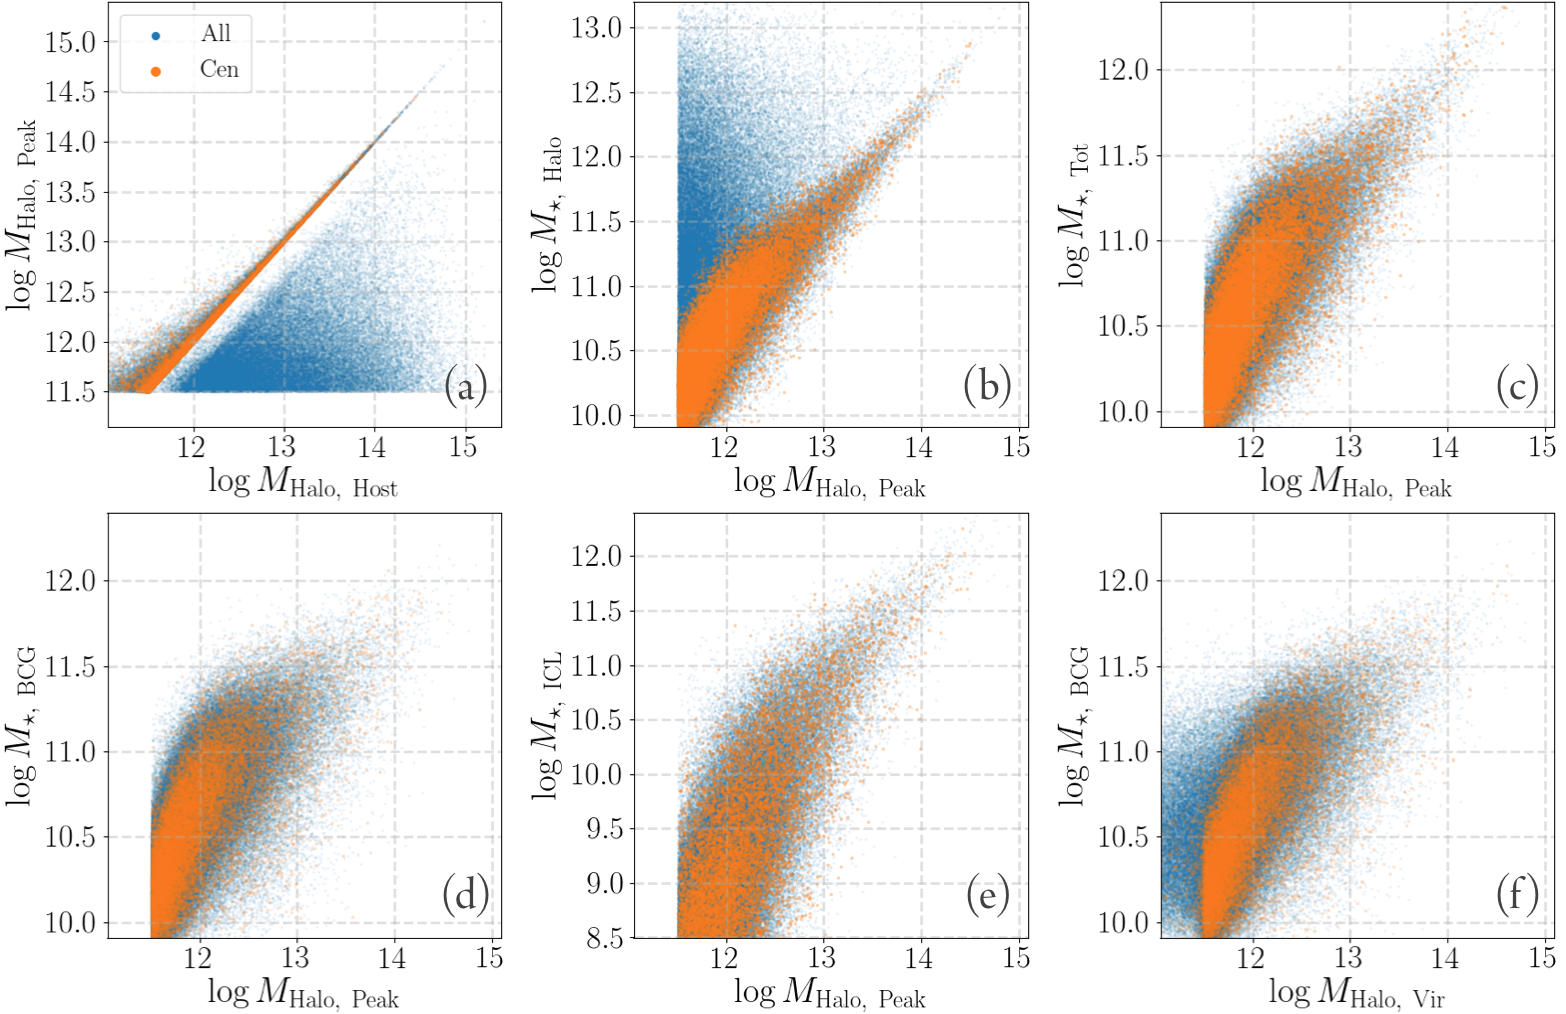 All
Cen
15.0
14.5
14.0
13.5
13.0
12.5
12.0
11.5
log M_Halo, Peak
12 13 14 15
log M_Halo, Host
(a)
13.0
12.5
12.0
11.5
11.0
10.5
10.0
log M_⋆, Halo
12 13 14 15
log M_Halo, Peak
(b)
12.0
11.5
11.0
10.5
10.0
log M_⋆, Tot
12 13 14 15
log M_Halo, Peak
(c)
12.0
11.5
11.0
10.5
10.0
log M_⋆, BCG
12 13 14 15
log M_Halo, Peak
(d)
12.0
11.5
11.0
10.5
10.0
9.5
9.0
8.5
log M_⋆, ICL
12 13 14 15
log M_Halo, Peak
(e)
12.0
11.5
11.0
10.5
10.0
log M_⋆, BCG
12 13 14 15
log M_Halo, Vir
(f)